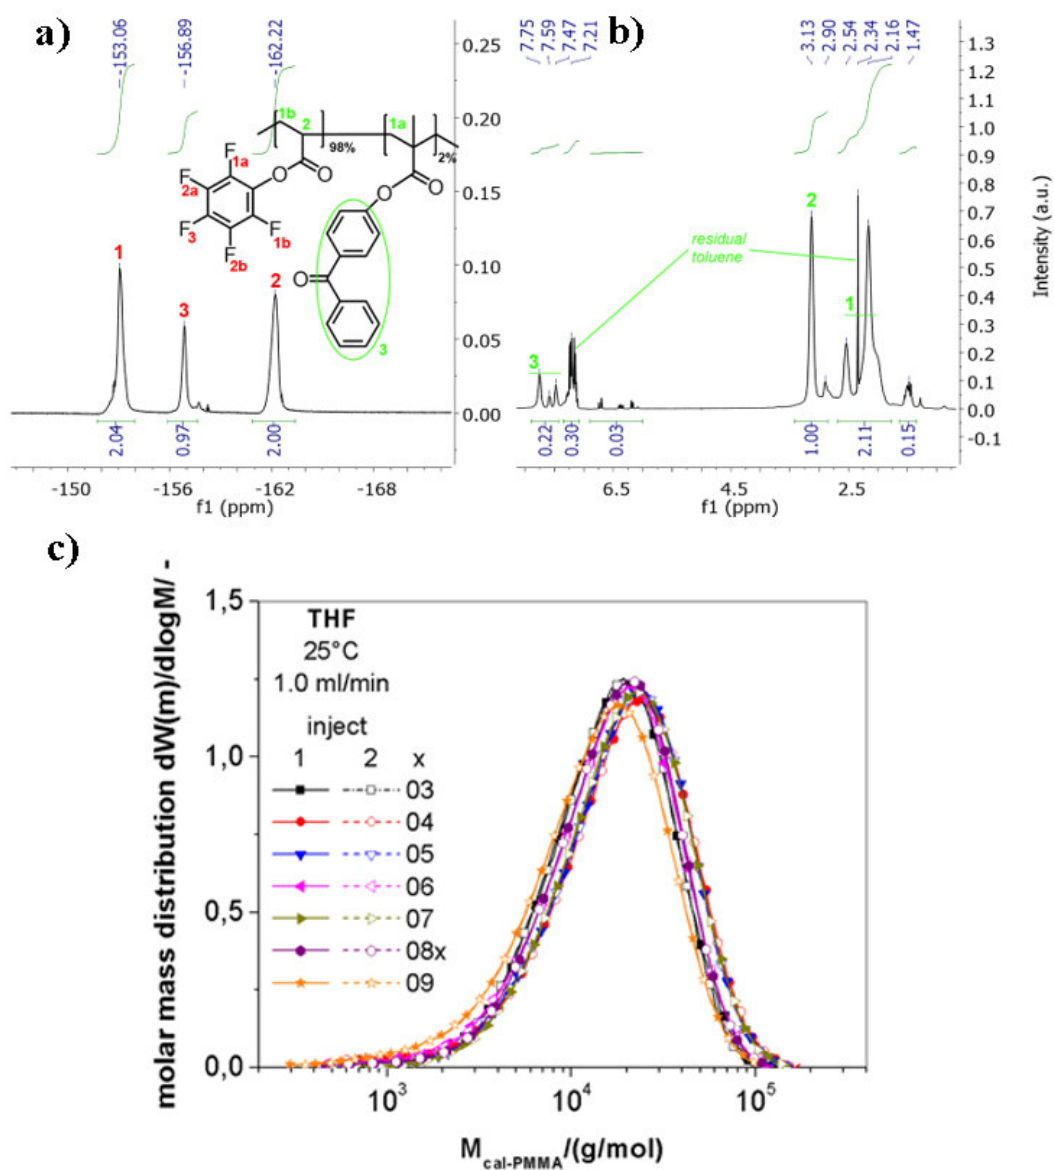 a)
-153.06
-156.89
-162.22
0.25
0.20
0.15
0.10
0.05
0.00
1b
2
98%
1a
2%
F
1a
F
2a
F
3
F
2b
F
1b
O
O
O
O
O
3
1
3
2
2.04
0.97
2.00
-150
-156
-162
-168
f1 (ppm)
b)
7.75
7.59
7.47
7.21
3.13
2.90
2.54
2.34
2.16
1.47
1.3
1.2
1.1
1.0
0.9
0.8
0.7
0.6
0.5
0.4
0.3
0.2
0.1
0.0
-0.1
Intensity (a.u.)
2
residual
toluene
1
3
0.22
0.30
0.03
1.00
2.11
0.15
6.5
4.5
2.5
f1 (ppm)
c)
molar mass distribution dW(m)/dlogM/ -
1,5
1,0
0,5
0,0
THF
25°C
1.0 ml/min
inject
1 2 x
03
04
05
06
07
08x
09
10³
10⁴
10⁵
M cal-PMMA/(g/mol)